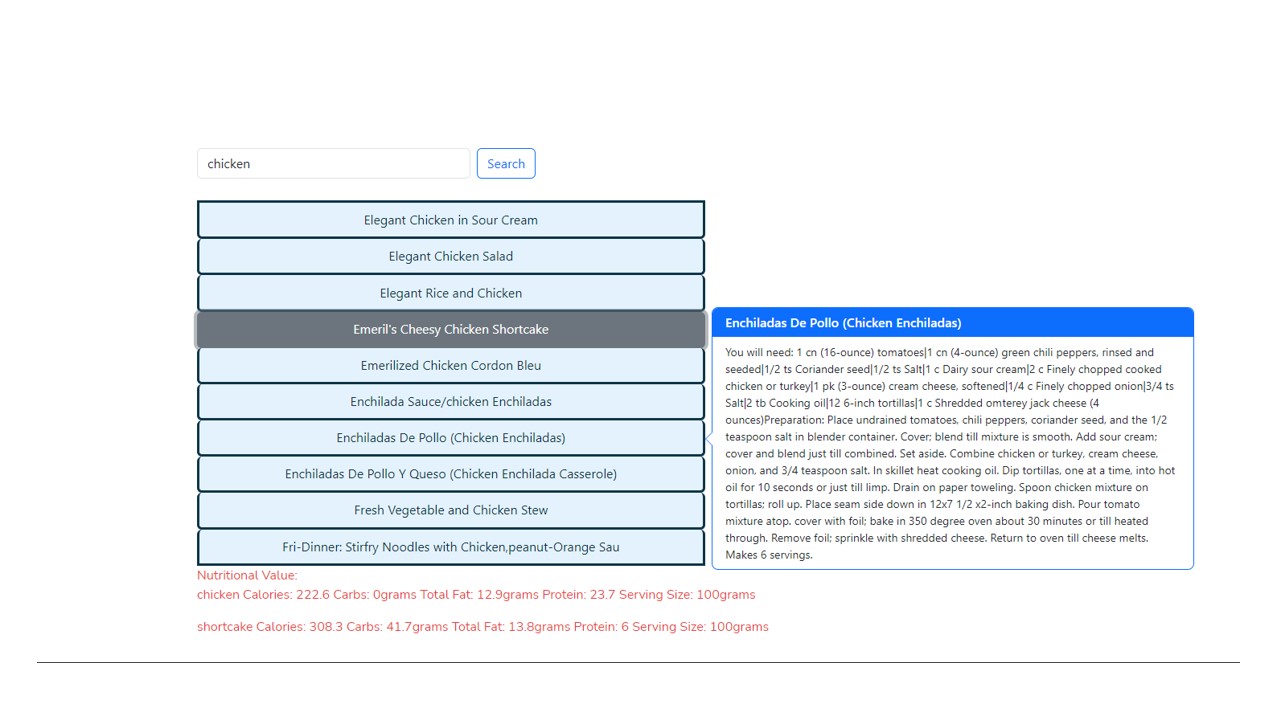 chicken
Search
Elegant Chicken in Sour Cream
Elegant Chicken Salad
Elegant Rice and Chicken
Emeril's Cheesy Chicken Shortcake
Emerilized Chicken Cordon Bleu
Enchilada Sauce/chicken Enchiladas
Enchiladas De Pollo (Chicken Enchiladas)
Enchiladas De Pollo Y Queso (Chicken Enchilada Casserole)
Fresh Vegetable and Chicken Stew
Fri-Dinner: Stirfry Noodles with Chicken,peanut-Orange Sau
Enchiladas De Pollo (Chicken Enchiladas)
You will need: 1 cn (16-ounce) tomatoes|1 cn (4-ounce) green chili peppers, rinsed and
seeded|1/2 ts Coriander seed|1/2 ts Salt|1 c Dairy sour cream|2 c Finely chopped cooked
chicken or turkey|1 pk (3-ounce) cream cheese, softened|1/4 c Finely chopped onion|3/4 ts
Salt|2 tb Cooking oil|12 6-inch tortillas|1 c Shredded omterey jack cheese (4
ounces)Preparation: Place undrained tomatoes, chili peppers, coriander seed, and the 1/2
teaspoon salt in blender container. Cover; blend till mixture is smooth. Add sour cream;
cover and blend just till combined. Set aside. Combine chicken or turkey, cream cheese,
onion, and 3/4 teaspoon salt. In skillet heat cooking oil. Dip tortillas, one at a time, into hot
oil for 10 seconds or just till limp. Drain on paper toweling. Spoon chicken mixture on
tortillas; roll up. Place seam side down in 12x7 1/2 x2-inch baking dish. Pour tomato
mixture atop. cover with foil; bake in 350 degree oven about 30 minutes or till heated
through. Remove foil; sprinkle with shredded cheese. Return to oven till cheese melts.
Makes 6 servings.
Nutritional Value:
chicken Calories: 222.6 Carbs: 0grams Total Fat: 12.9grams Protein: 23.7 Serving Size: 100grams
shortcake Calories: 308.3 Carbs: 41.7grams Total Fat: 13.8grams Protein: 6 Serving Size: 100grams